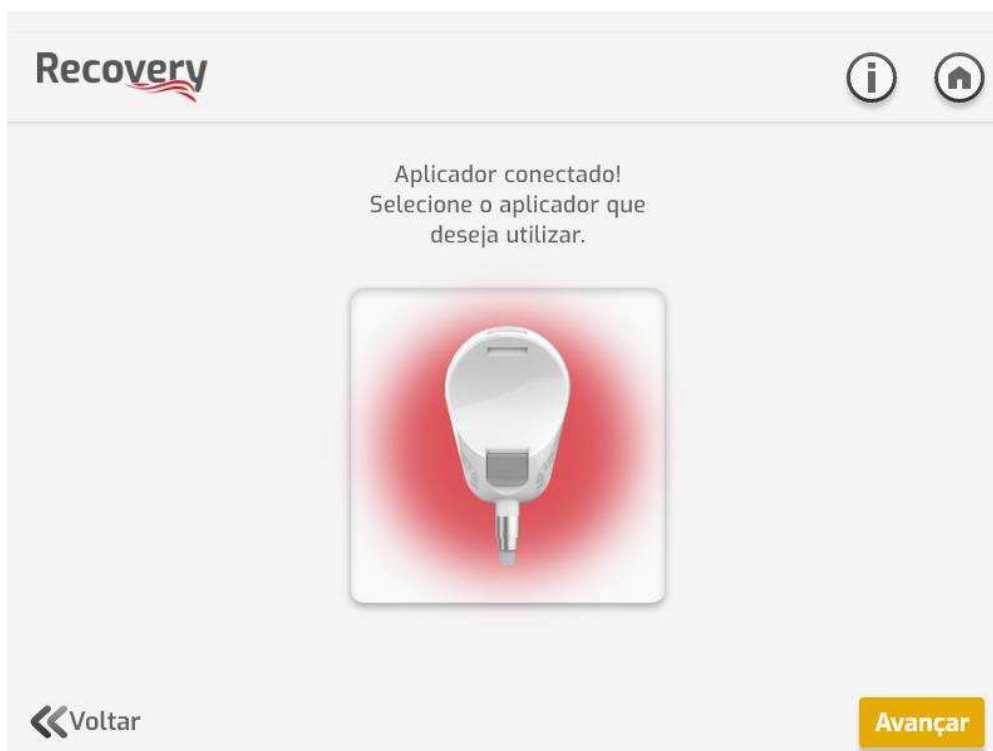 Recovery
Aplicador conectado!
Selecione o aplicador que
deseja utilizar.
Voltar
Avançar